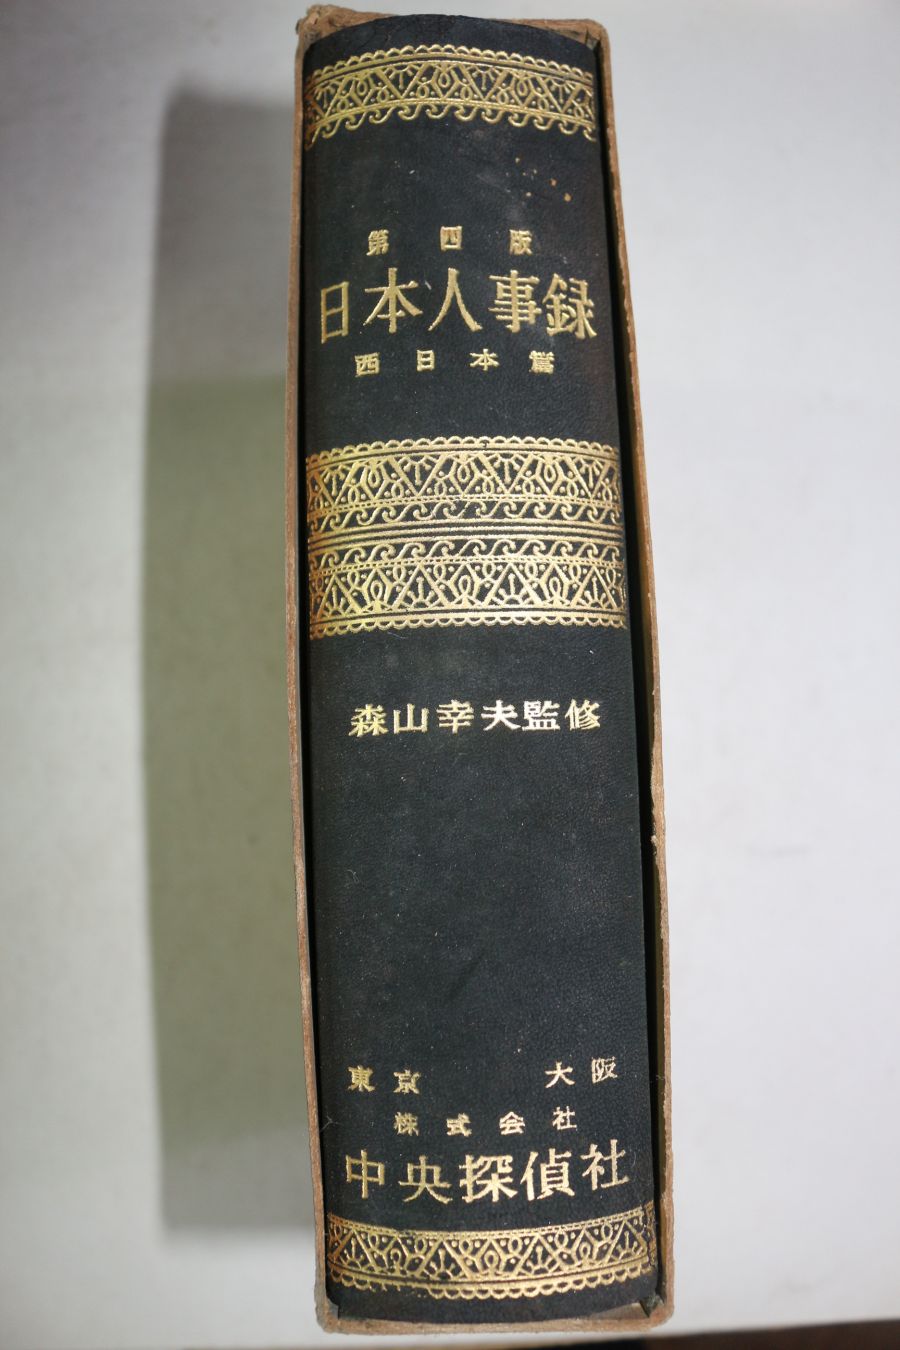 第四版
日本人事録
西日本篇
森山幸夫監修
東京 大阪
株式会社
中央探偵社